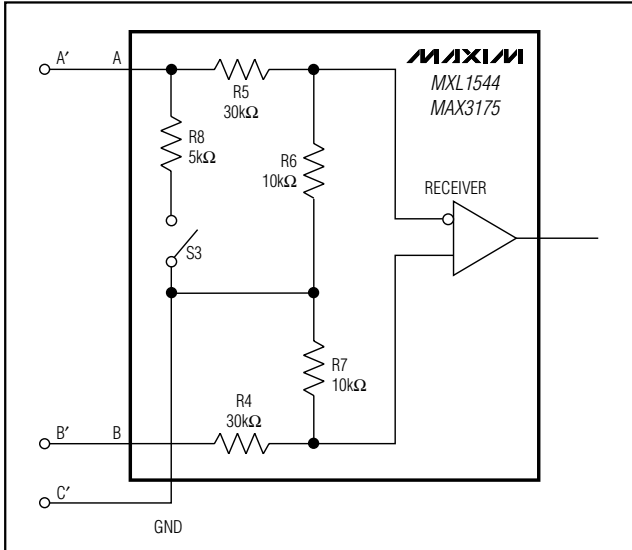 A′
A
R5
30kΩ
MAXIM
MXL1544
MAX3175
R8
5kΩ
R6
10kΩ
RECEIVER
S3
R7
10kΩ
R4
30kΩ
B′
B
C′
GND